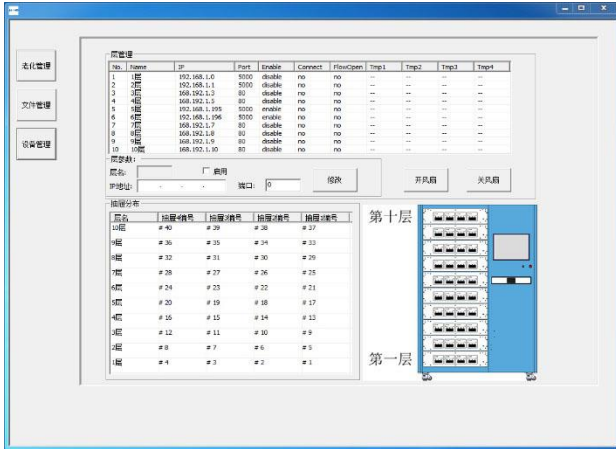 老化管理
文件管理
设备管理
层管理
No. Name IP Port Enable Connect FlowOpen Tmp1 Tmp2 Tmp3 Tmp4
1 1层 192.168.1.0 5000 disable no no -- -- -- --
2 2层 192.168.1.1 5000 disable no no -- -- -- --
3 3层 168.192.1.3 80 disable no no -- -- -- --
4 4层 168.192.1.5 80 disable no no -- -- -- --
5 5层 192.168.1.195 5000 enable no no -- -- -- --
6 6层 192.168.1.196 5000 enable no no -- -- -- --
7 7层 168.192.1.7 80 disable no no -- -- -- --
8 8层 168.192.1.8 80 disable no no -- -- -- --
9 9层 168.192.1.9 80 disable no no -- -- -- --
10 10层 168.192.1.10 80 disable no no -- -- -- --
层参数:
层名: 启用
IP地址: . . . 端口: 0 修改 开风扇 关风扇
抽屉分布
层名 抽屉4编号 抽屉3编号 抽屉2编号 抽屉1编号
10层 # 40 # 39 # 38 # 37
9层 # 36 # 35 # 34 # 33
8层 # 32 # 31 # 30 # 29
7层 # 28 # 27 # 26 # 25
6层 # 24 # 23 # 22 # 21
5层 # 20 # 19 # 18 # 17
4层 # 16 # 15 # 14 # 13
3层 # 12 # 11 # 10 # 9
2层 # 8 # 7 # 6 # 5
1层 # 4 # 3 # 2 # 1
第十层
第一层